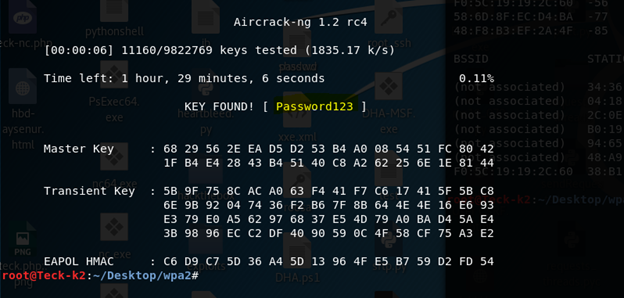 Aircrack-ng 1.2 rc4
[00:00:06] 11160/9822769 keys tested (1835.17 k/s)
Time left: 1 hour, 29 minutes, 6 seconds 0.11%
KEY FOUND! [ Password123 ]
Master Key : 68 29 56 2E EA D5 D2 53 B4 A0 08 54 51 FC 80 42
1F B4 E4 28 43 B4 51 40 C8 A2 62 25 6E 1E 81 44
Transient Key : 5B 9F 75 8C AC A0 63 F4 41 F7 C6 17 41 5F 5B C8
6E 9B 92 04 74 36 F2 B6 7F 8B 64 4E 4E 16 E6 93
E3 79 E0 A5 62 97 68 37 E5 4D 79 A0 BA D4 5A E4
3B 98 96 EC C2 DF 40 90 59 0C 4F 58 CF 75 A3 E2
EAPOL HMAC : C6 D9 C7 5D 36 A4 5D 13 96 4F E5 B7 59 D2 FD 54
root@Teck-k2:~/Desktop/wpa2#
F0:5C:19:19:2C:60 -56
58:6D:8F:EC:D4:BA -77
48:F8:B3:EF:2A:4F -85
BSSID STATI
(not associated) 34:36
(not associated) 04:18
(not associated) 2C:0E
(not associated) B0:19
(not associated) 94:65
(not associated) 48:A9
F0:5C:19:19:2C:60 38:B1
pythonshell
eck-nc.php
hbd-
aysenur.
html
PsExec64.
exe
heartbleed.
py
passwd
xxe.xml
DHA-MSF.
exe
nc64.exe
PNG
DHA.ps1